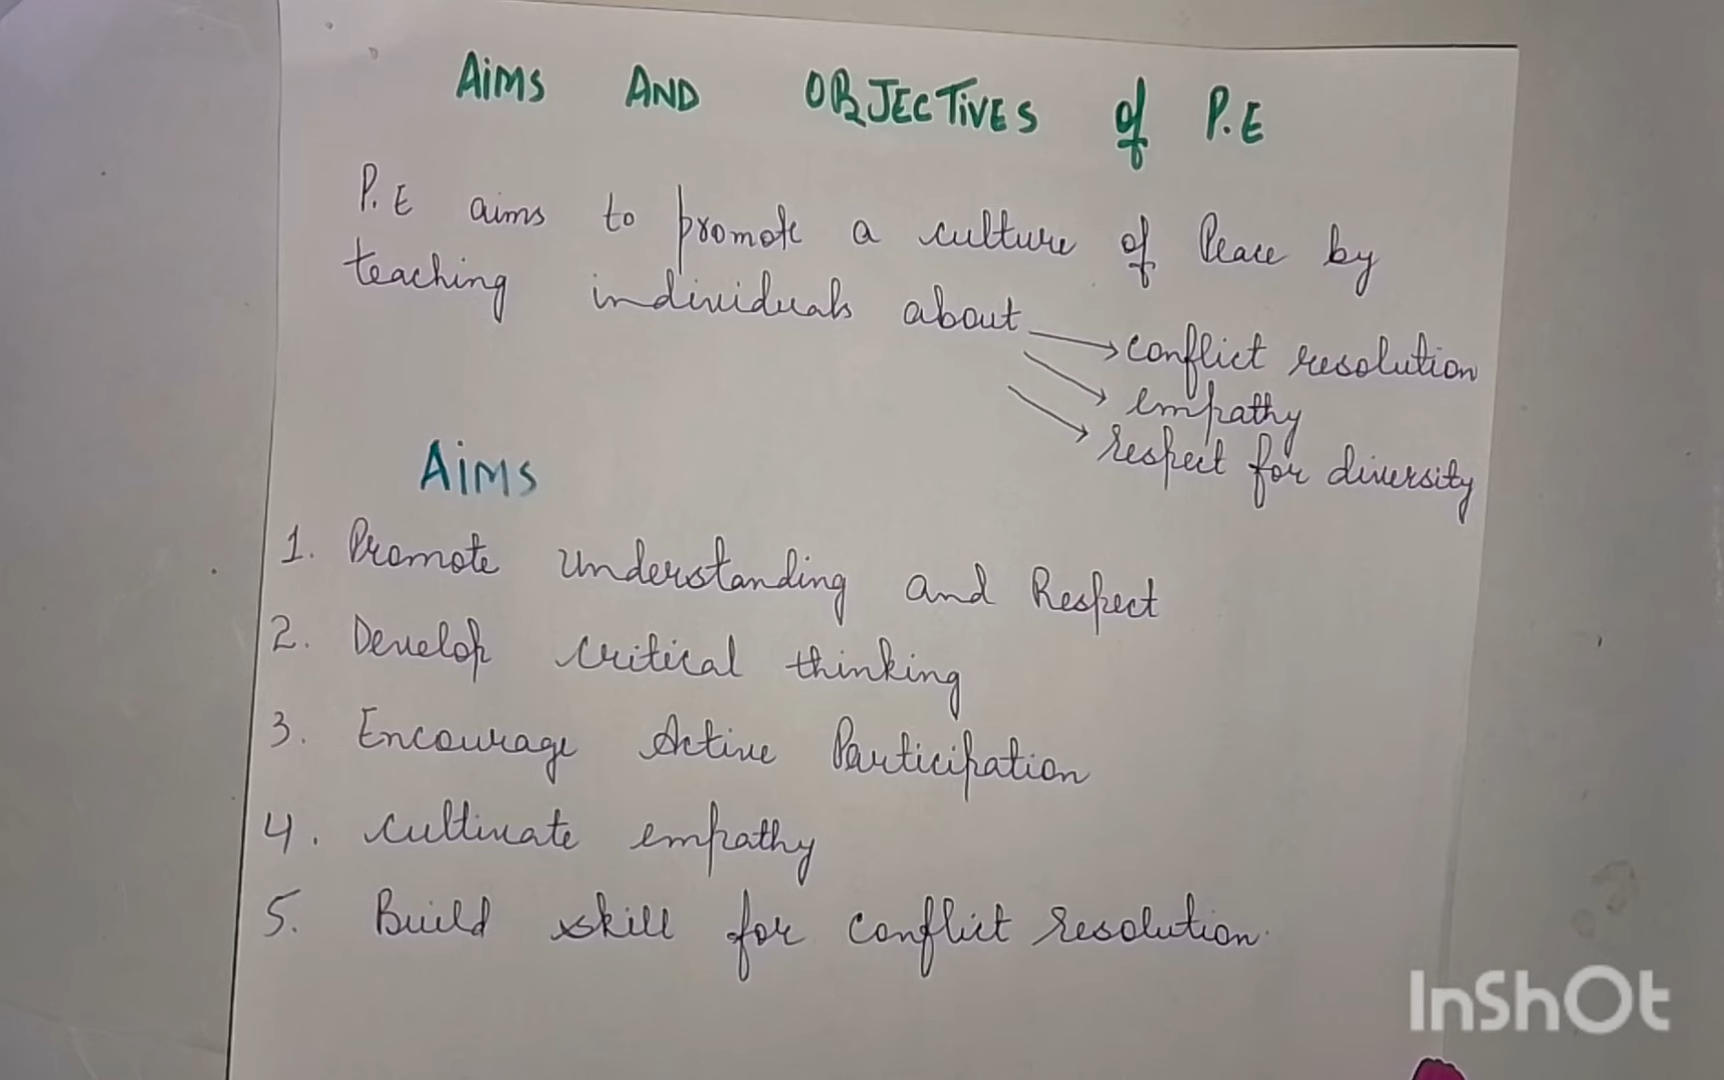 AiMS AND OBJECTiVES of P.E
P.E aims to promote a culture of Peace by
teaching individuals about
conflict resolution
empathy
respect for diversity
AiMS
1. Promote understanding and Respect
2. Develop critical thinking
3. Encourage Active Participation
4. cultivate empathy
5. Build skill for conflict resolution.
InShOt